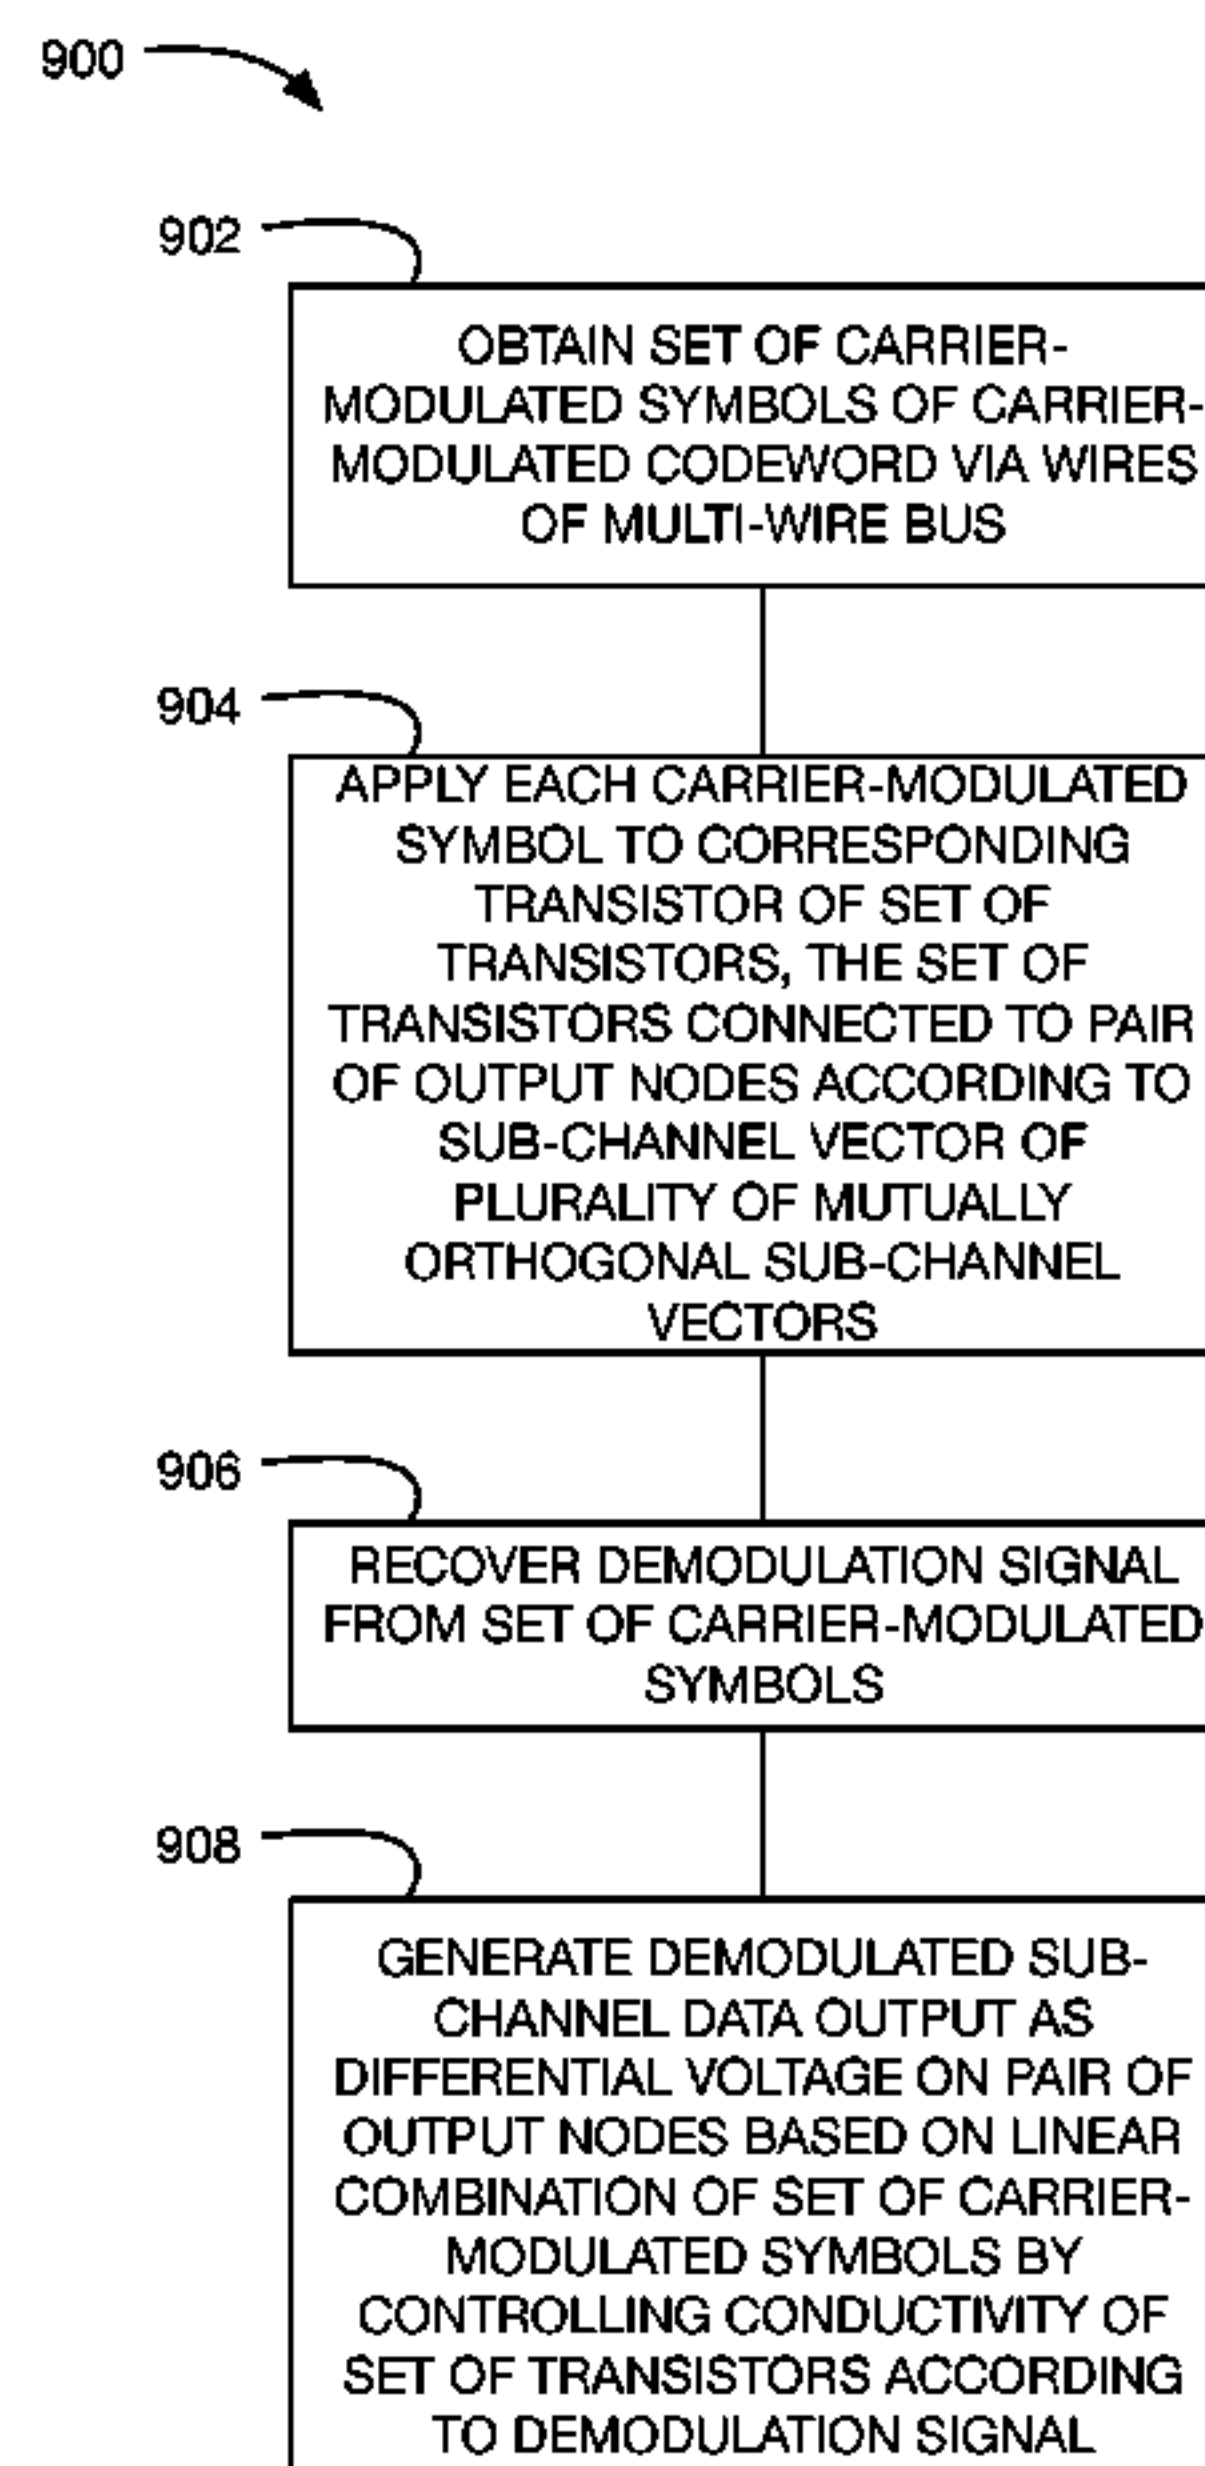 900
902
OBTAIN SET OF CARRIER-
MODULATED SYMBOLS OF CARRIER-
MODULATED CODEWORD VIA WIRES
OF MULTI-WIRE BUS
904
APPLY EACH CARRIER-MODULATED
SYMBOL TO CORRESPONDING
TRANSISTOR OF SET OF
TRANSISTORS, THE SET OF
TRANSISTORS CONNECTED TO PAIR
OF OUTPUT NODES ACCORDING TO
SUB-CHANNEL VECTOR OF
PLURALITY OF MUTUALLY
ORTHOGONAL SUB-CHANNEL
VECTORS
906
RECOVER DEMODULATION SIGNAL
FROM SET OF CARRIER-MODULATED
SYMBOLS
908
GENERATE DEMODULATED SUB-
CHANNEL DATA OUTPUT AS
DIFFERENTIAL VOLTAGE ON PAIR OF
OUTPUT NODES BASED ON LINEAR
COMBINATION OF SET OF CARRIER-
MODULATED SYMBOLS BY
CONTROLLING CONDUCTIVITY OF
SET OF TRANSISTORS ACCORDING
TO DEMODULATION SIGNAL